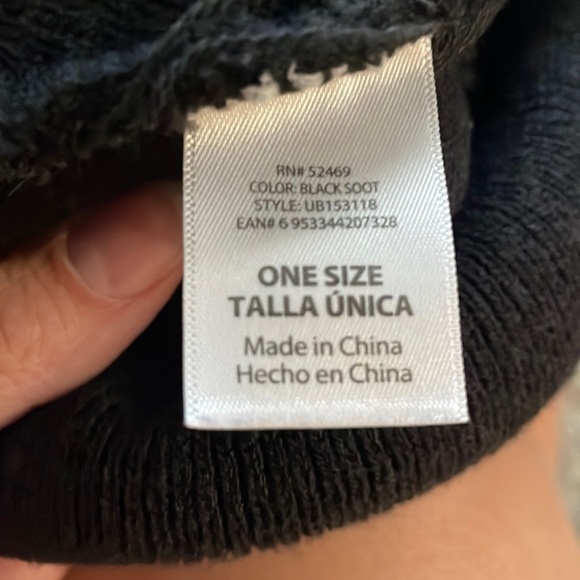 RN# 52469
COLOR: BLACK SOOT
STYLE: UB153118
EAN# 6 953344207328
ONE SIZE
TALLA ÚNICA
Made in China
Hecho en China